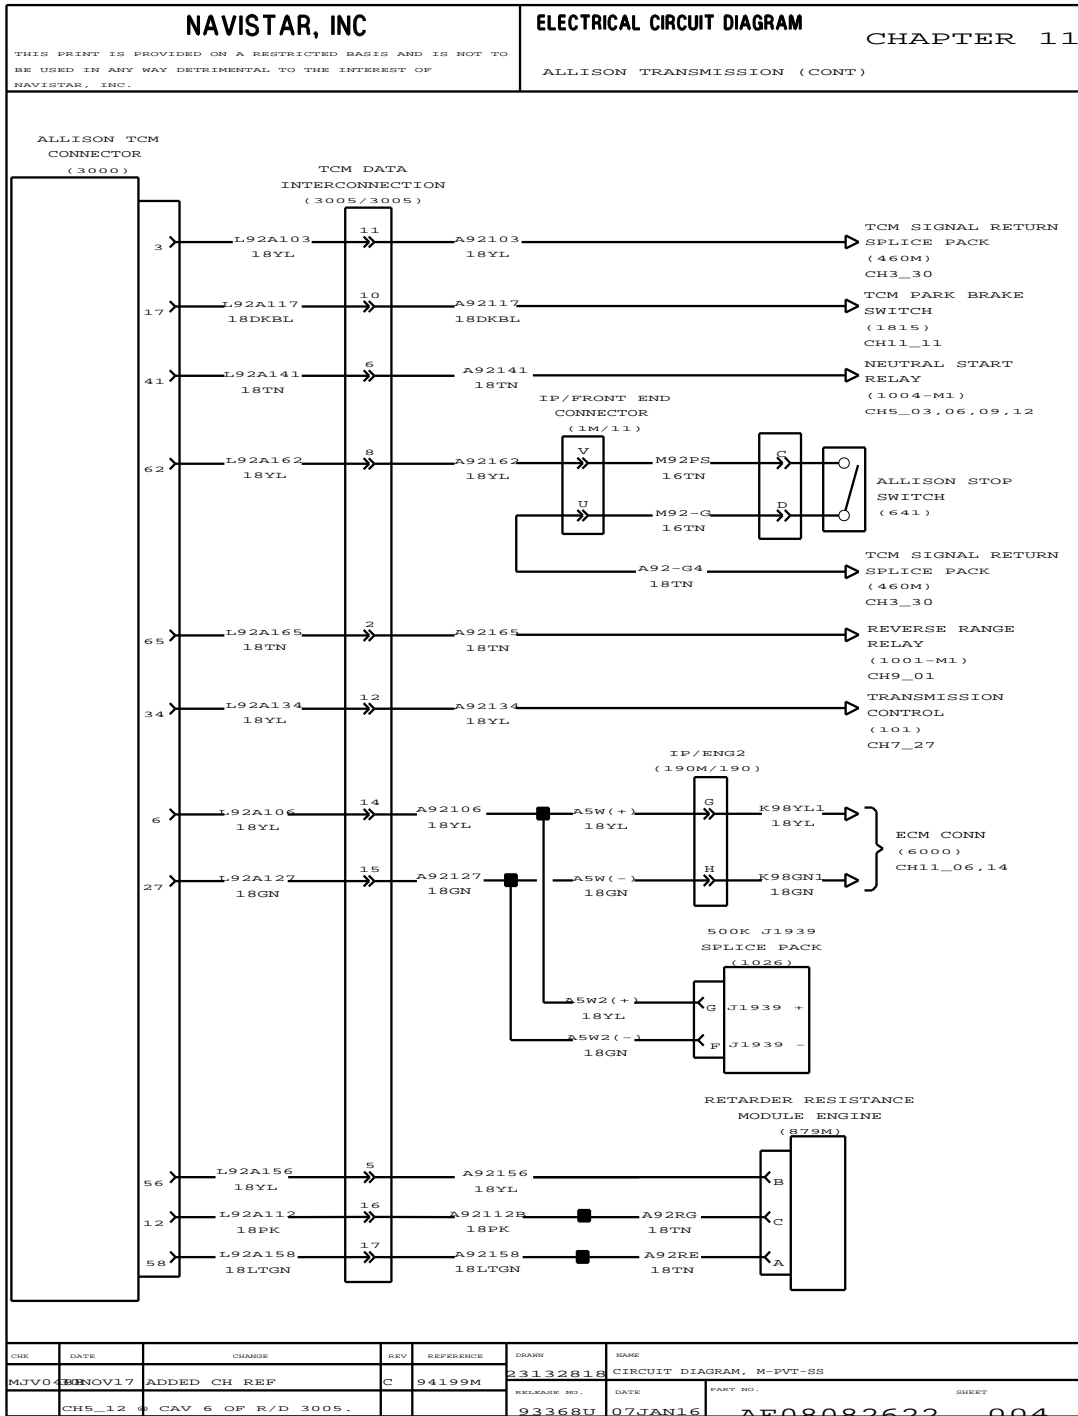 NAVISTAR, INC
THIS PRINT IS PROVIDED ON A RESTRICTED BASIS AND IS NOT TO
BE USED IN ANY WAY DETRIMENTAL TO THE INTEREST OF
NAVISTAR, INC.
ELECTRICAL CIRCUIT DIAGRAM
CHAPTER 11
ALLISON TRANSMISSION (CONT)
ALLISON TCM
CONNECTOR
(3000)
TCM DATA
INTERCONNECTION
(3005/3005)
3
L92A103
18YL
11
A92103
18YL
TCM SIGNAL RETURN
SPLICE PACK
(460M)
CH3_30
17
L92A117
18DKBL
10
A92117
18DKBL
TCM PARK BRAKE
SWITCH
(1815)
CH11_11
41
L92A141
18TN
6
A92141
18TN
NEUTRAL START
RELAY
(1004-M1)
CH5_03,06,09,12
IP/FRONT END
CONNECTOR
(1M/11)
62
L92A162
18YL
8
A92162
18YL
V
M92PS
16TN
C
U
M92-G
16TN
D
ALLISON STOP
SWITCH
(641)
A92-G4
18TN
TCM SIGNAL RETURN
SPLICE PACK
(460M)
CH3_30
65
L92A165
18TN
2
A92165
18TN
REVERSE RANGE
RELAY
(1001-M1)
CH9_01
34
L92A134
18YL
12
A92134
18YL
TRANSMISSION
CONTROL
(101)
CH7_27
IP/ENG2
(190M/190)
6
L92A106
18YL
14
A92106
18YL
A5W(+)
18YL
G
K98YL1
18YL
27
L92A127
18GN
15
A92127
18GN
A5W(-)
18GN
H
K98GN1
18GN
ECM CONN
(6000)
CH11_06,14
500K J1939
SPLICE PACK
(1026)
A5W2(+)
18YL
G
J1939 +
A5W2(-)
18GN
F
J1939 -
RETARDER RESISTANCE
MODULE ENGINE
(879M)
56
L92A156
18YL
5
A92156
18YL
B
12
L92A112
18PK
16
A92112B
18PK
A92RG
18TN
C
58
L92A158
18LTGN
17
A92158
18LTGN
A92RE
18TN
A
CHK
DATE
CHANGE
REV
REFERENCE
DRAWN
NAME
ADDED CH REF
C
94199M
23132818
CIRCUIT DIAGRAM, M-PVT-SS
CH5_12 @ CAV 6 OF R/D 3005.
RELEASE NO.
DATE
PART NO.
SHEET
93368U
07JAN16